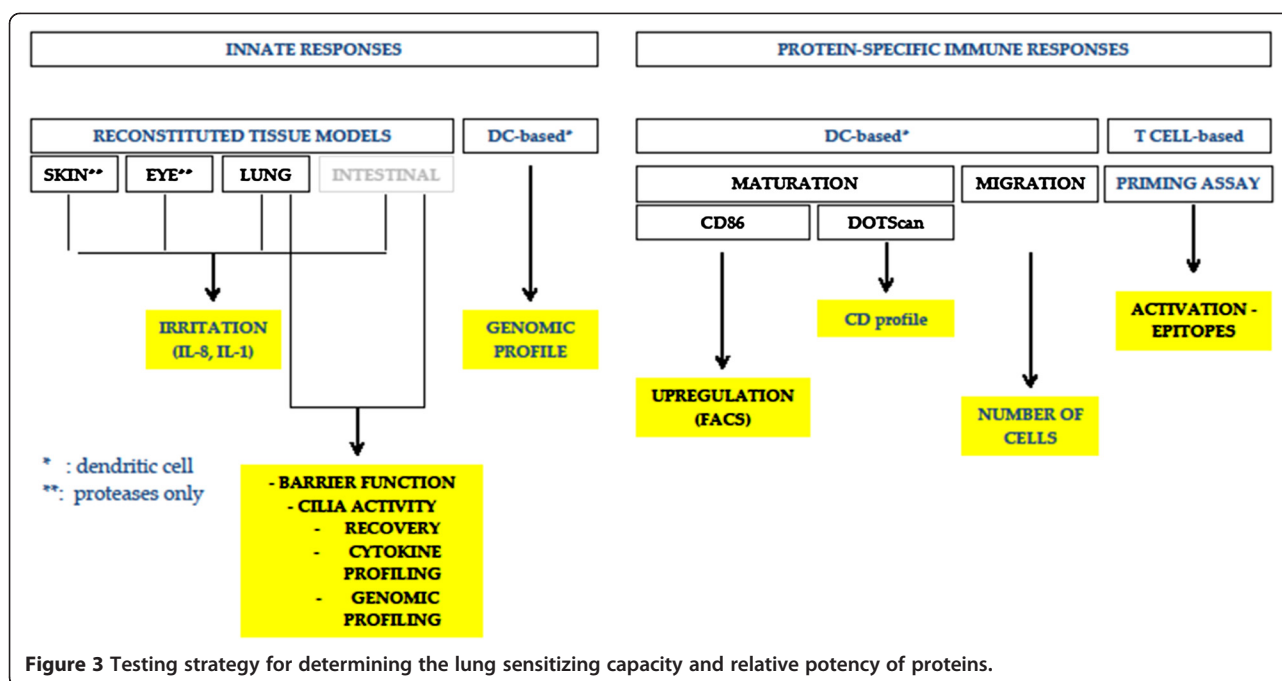 INNATE RESPONSES
PROTEIN-SPECIFIC IMMUNE RESPONSES
RECONSTITUTED TISSUE MODELS
DC-based*
DC-based*
T CELL-based
SKIN**
EYE**
LUNG
INTESTINAL
MATURATION
MIGRATION
PRIMING ASSAY
CD86
DOTScan
IRRITATION
(IL-8, IL-1)
GENOMIC
PROFILE
CD profile
ACTIVATION -
EPITOPES
UPREGULATION
(FACS)
NUMBER OF
CELLS
* : dendritic cell
**: proteases only
- BARRIER FUNCTION
- CILIA ACTIVITY
- RECOVERY
- CYTOKINE
PROFILING
- GENOMIC
PROFILING
Figure 3 Testing strategy for determining the lung sensitizing capacity and relative potency of proteins.